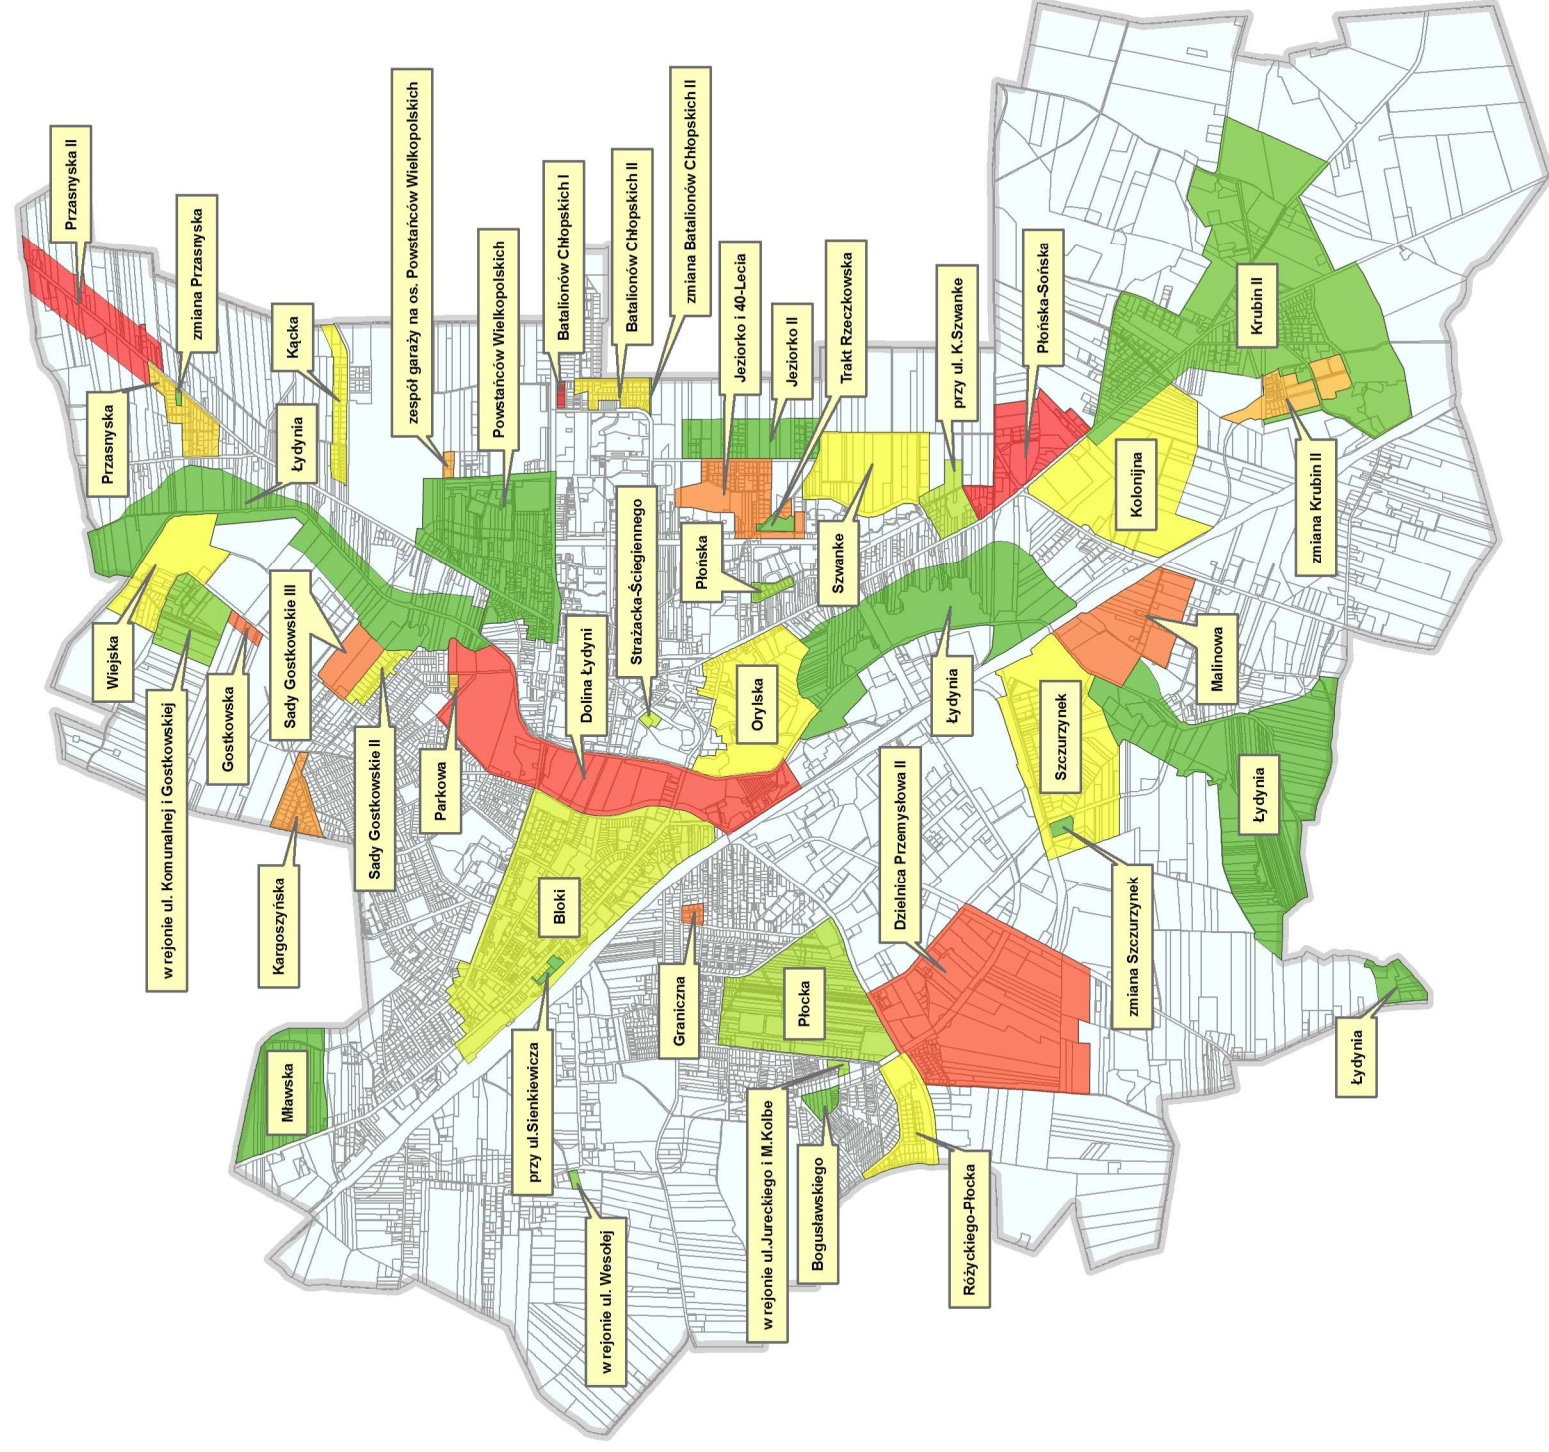 Przasnyska II
zmiana Przasnyska
Przasnyska
Kącka
Łydynia
zespół garaży na os. Powstańców Wielkopolskich
Powstańców Wielkopolskich
Batalionów Chłopskich I
Batalionów Chłopskich II
zmiana Batalionów Chłopskich II
Jeziorko i 40-Lecia
Jeziorko II
Trakt Rzeczkowska
przy ul. K.Szwanke
Płońska-Sońska
Krubin II
Wiejska
w rejonie ul. Komunalnej i Gostkowskiej
Gostkowska
Sady Gostkowskie III
Sady Gostkowskie II
Parkowa
Dolina Łydyni
Strażacka-Ściegiennego
Płońska
Szwanke
Kolonijna
zmiana Krubin II
Kargoszyńska
Bloki
Orylska
Łydynia
Malinowa
Szczurzynek
Łydynia
Mławska
przy ul.Sienkiewicza
Graniczna
Płocka
Dzielnica Przemysłowa II
zmiana Szczurzynek
Łydynia
w rejonie ul. Wesołej
w rejonie ul.Jureckiego i M.Kolbe
Bogusławskiego
Różyckiego-Płocka